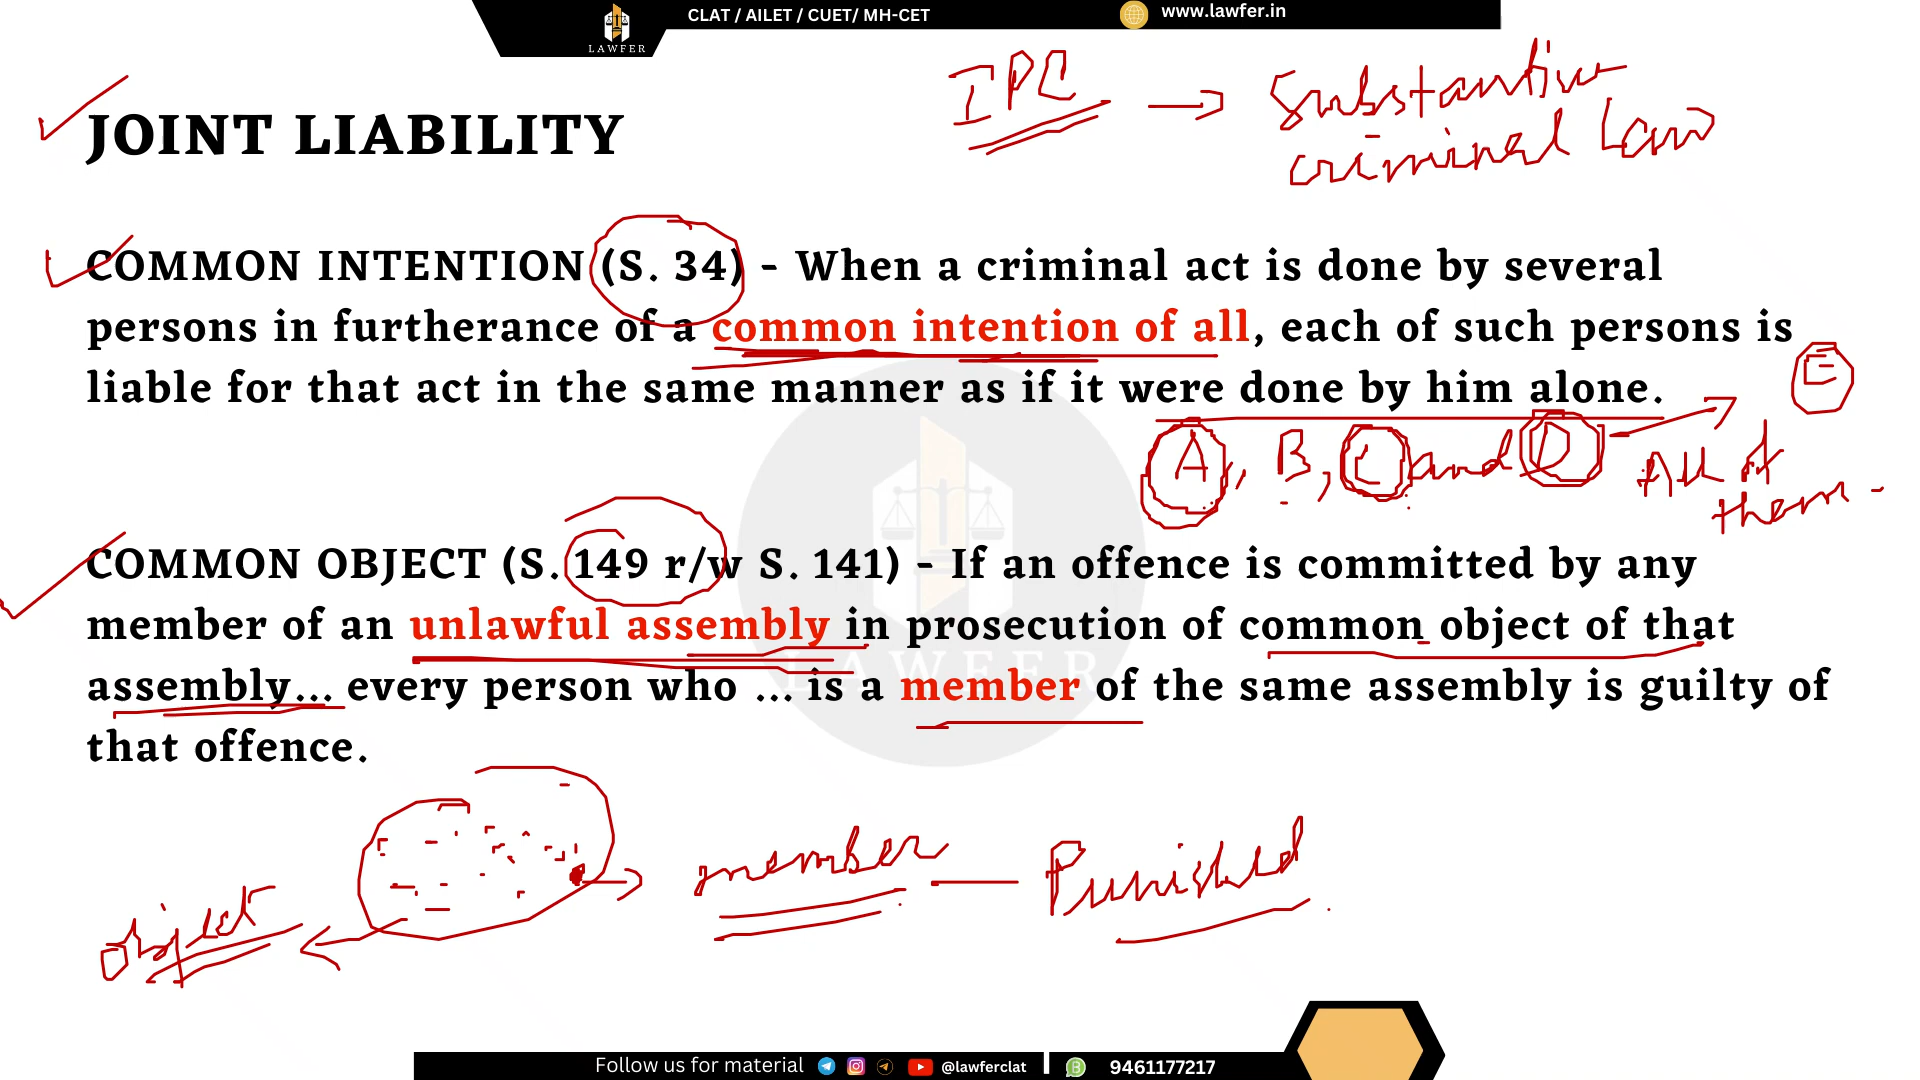 CLAT / AILET / CUET/ MH-CET
www.lawfer.in
LAWFER
IPC → Substantive
criminal Law
JOINT LIABILITY
COMMON INTENTION (S. 34) - When a criminal act is done by several
persons in furtherance of a common intention of all, each of such persons is
liable for that act in the same manner as if it were done by him alone.
E
A, B, C and D
All of
them
COMMON OBJECT (S. 149 r/w S. 141) - If an offence is committed by any
member of an unlawful assembly in prosecution of common object of that
LAWFER
assembly... every person who ... is a member of the same assembly is guilty of
that offence.
object
member — Punished
Follow us for material
@lawferclat
9461177217